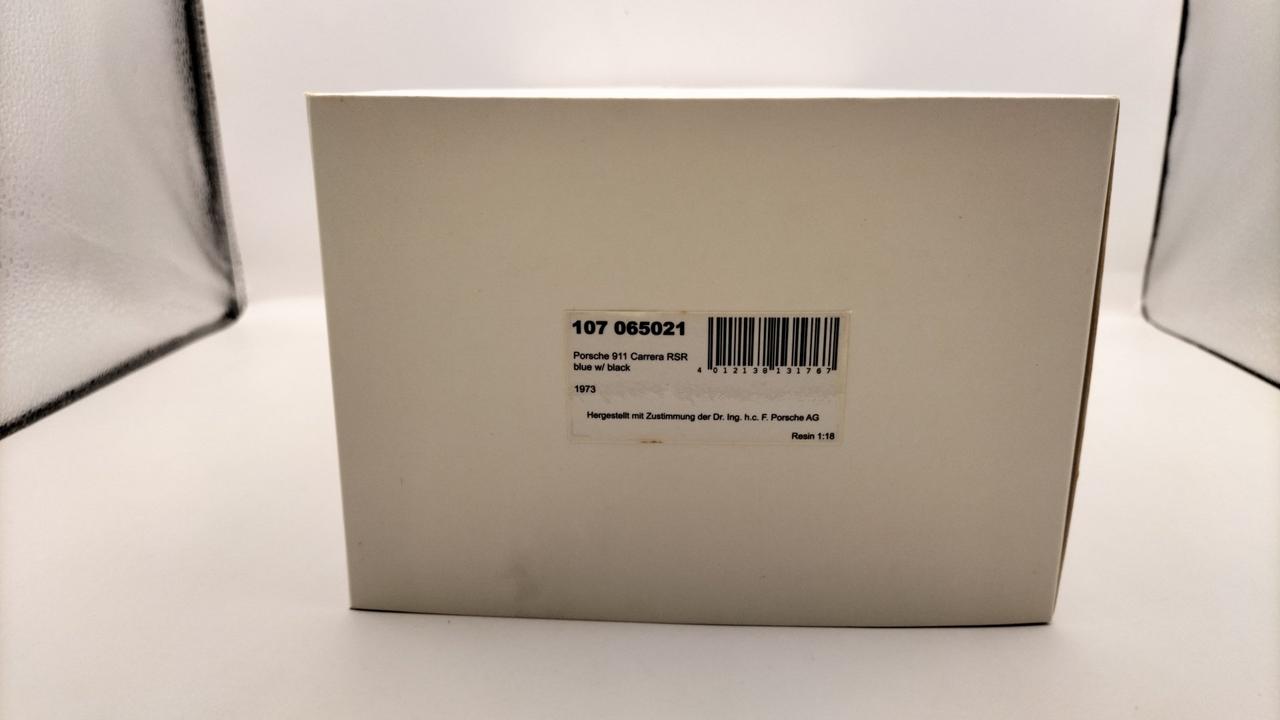 107 065021
Porsche 911 Carrera RSR
blue w/ black
4 012138 131767
1973
Hergestellt mit Zustimmung der Dr. Ing. h.c. F. Porsche AG
Resin 1:18